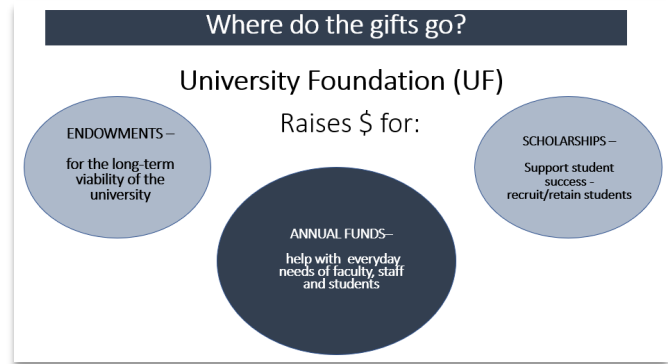 Where do the gifts go?
University Foundation (UF)
Raises $ for:
ENDOWMENTS –
for the long-term
viability of the
university
ANNUAL FUNDS–
help with everyday
needs of faculty, staff
and students
SCHOLARSHIPS –
Support student
success -
recruit/retain students